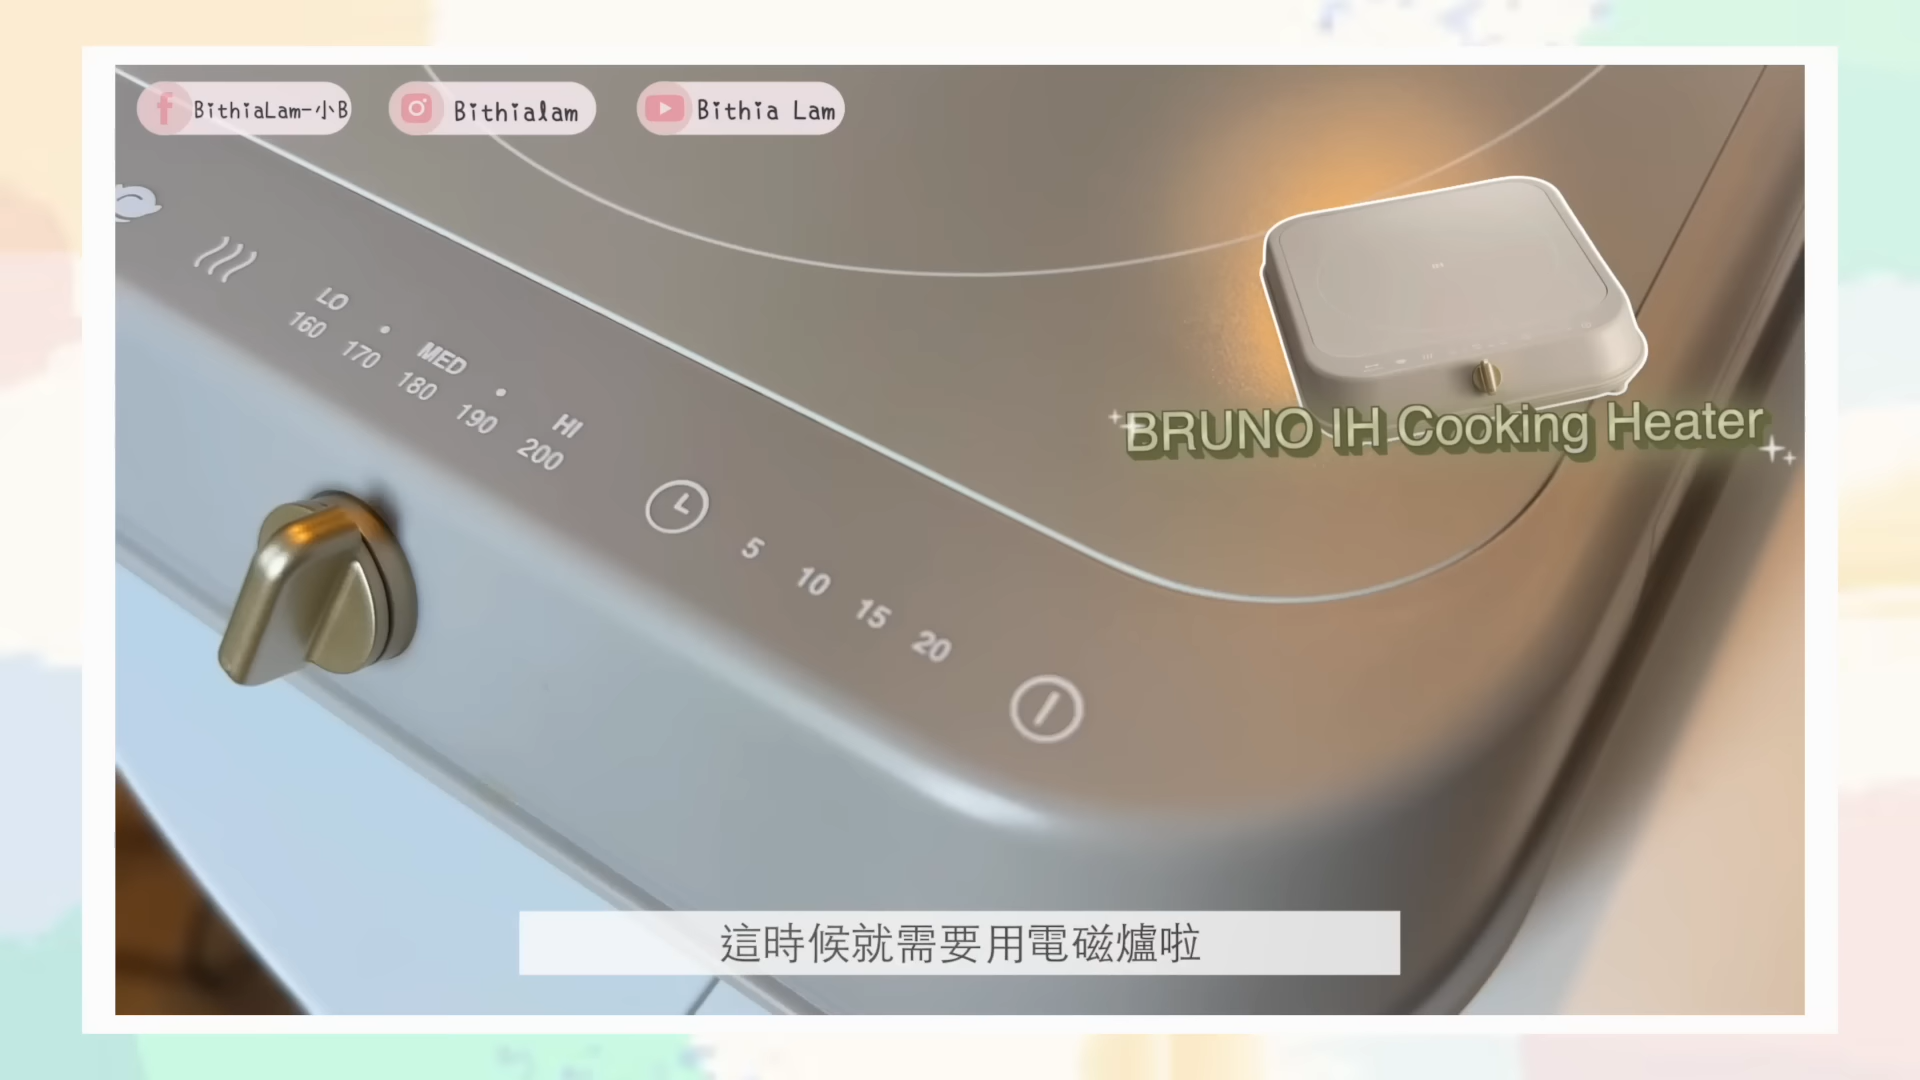 BithiaLam-小B
Bithialam
Bithia Lam
LO
MED
HI
160 170 180 190 200
5 10 15 20
BRUNO IH Cooking Heater
這時候就需要用電磁爐啦